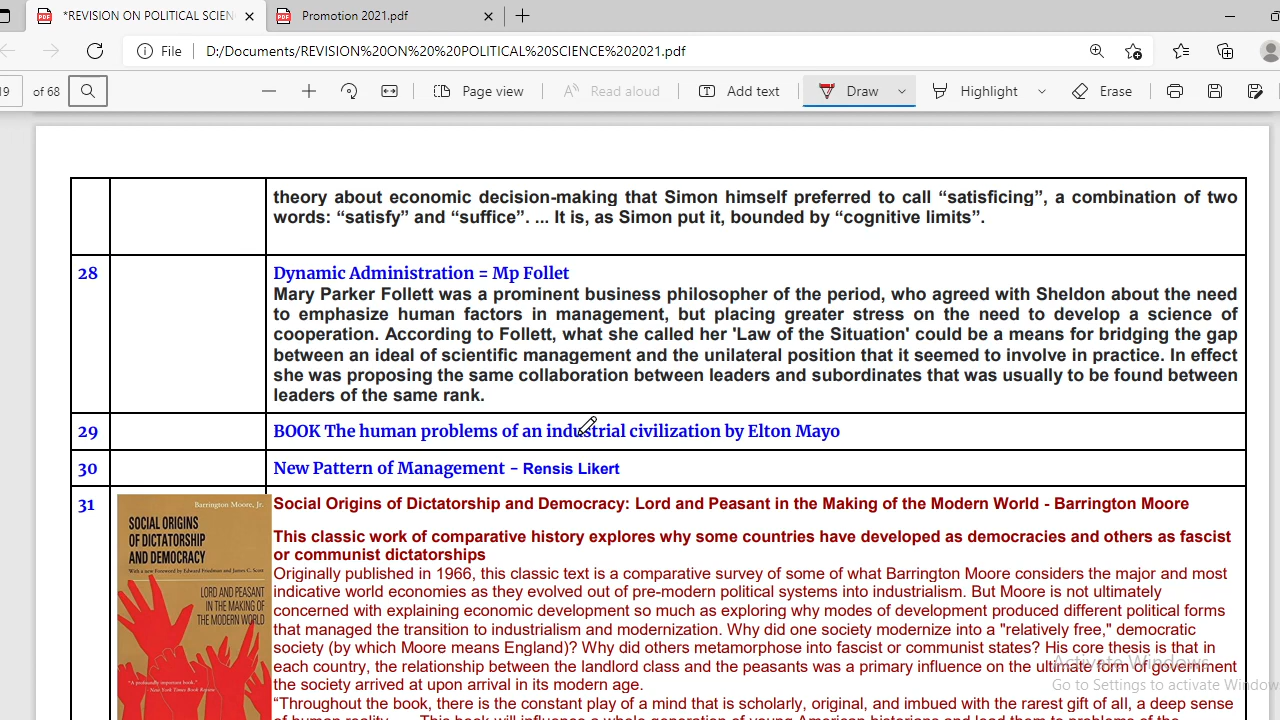 *REVISION ON POLITICAL SCIEN
Promotion 2021.pdf
File
D:/Documents/REVISION%20ON%20%20POLITICAL%20SCIENCE%202021.pdf
19 of 68
Page view
Read aloud
Add text
Draw
Highlight
Erase
theory about economic decision-making that Simon himself preferred to call “satisficing”, a combination of two
words: “satisfy” and “suffice”. ... It is, as Simon put it, bounded by “cognitive limits”.
28
Dynamic Administration = Mp Follet
Mary Parker Follett was a prominent business philosopher of the period, who agreed with Sheldon about the need
to emphasize human factors in management, but placing greater stress on the need to develop a science of
cooperation. According to Follett, what she called her 'Law of the Situation' could be a means for bridging the gap
between an ideal of scientific management and the unilateral position that it seemed to involve in practice. In effect
she was proposing the same collaboration between leaders and subordinates that was usually to be found between
leaders of the same rank.
29
BOOK The human problems of an industrial civilization by Elton Mayo
30
New Pattern of Management - Rensis Likert
31
Barrington Moore, Jr.
SOCIAL ORIGINS
OF DICTATORSHIP
AND DEMOCRACY
With a new Foreword by Edward Friedman and James C. Scott
LORD AND PEASANT
IN THE MAKING OF
THE MODERN WORLD
"A profoundly important book."
New York Times Book Review
Social Origins of Dictatorship and Democracy: Lord and Peasant in the Making of the Modern World - Barrington Moore
This classic work of comparative history explores why some countries have developed as democracies and others as fascist
or communist dictatorships
Originally published in 1966, this classic text is a comparative survey of some of what Barrington Moore considers the major and most
indicative world economies as they evolved out of pre-modern political systems into industrialism. But Moore is not ultimately
concerned with explaining economic development so much as exploring why modes of development produced different political forms
that managed the transition to industrialism and modernization. Why did one society modernize into a "relatively free," democratic
society (by which Moore means England)? Why did others metamorphose into fascist or communist states? His core thesis is that in
each country, the relationship between the landlord class and the peasants was a primary influence on the ultimate form of government
the society arrived at upon arrival in its modern age.
“Throughout the book, there is the constant play of a mind that is scholarly, original, and imbued with the rarest gift of all, a deep sense
Activate Windows
Go to Settings to activate Window